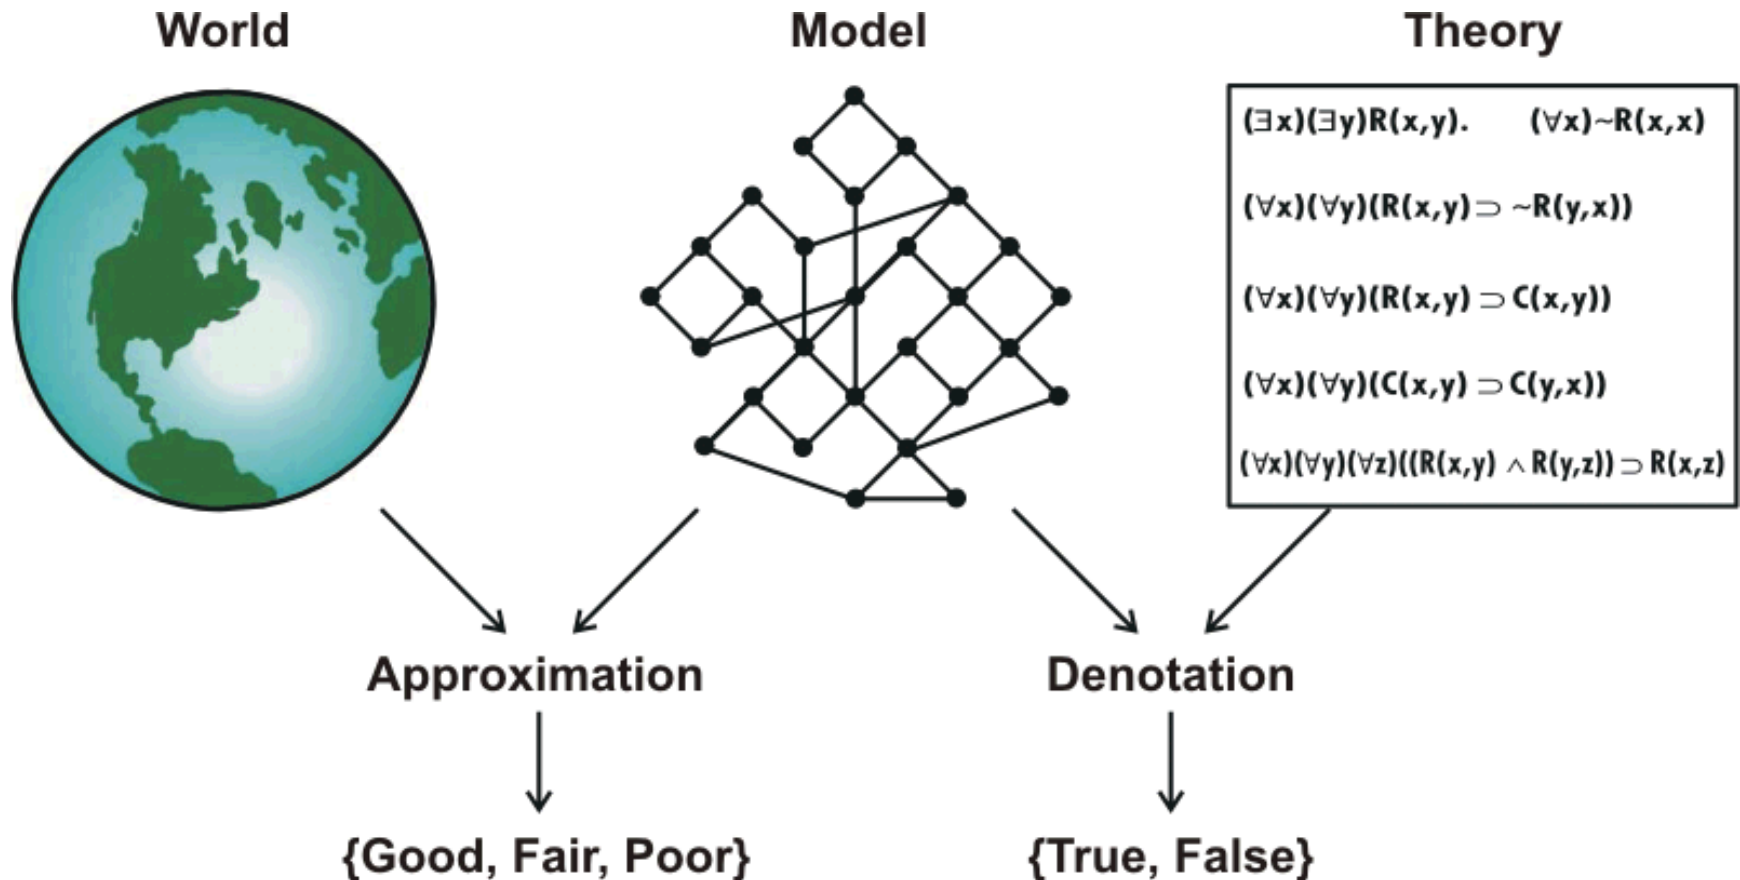 World
Model
Theory
(∃x)(∃y)R(x,y). (∀x)~R(x,x)
(∀x)(∀y)(R(x,y) ⊃ ~R(y,x))
(∀x)(∀y)(R(x,y) ⊃ C(x,y))
(∀x)(∀y)(C(x,y) ⊃ C(y,x))
(∀x)(∀y)(∀z)((R(x,y) ∧ R(y,z)) ⊃ R(x,z)
Approximation
Denotation
{Good, Fair, Poor}
{True, False}